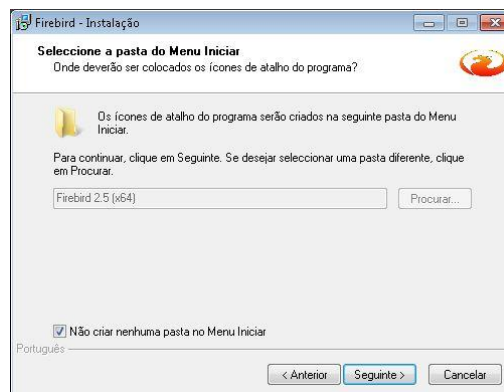 Firebird - Instalação
Seleccione a pasta do Menu Iniciar
Onde deverão ser colocados os ícones de atalho do programa?
Os ícones de atalho do programa serão criados na seguinte pasta do Menu
Iniciar.
Para continuar, clique em Seguinte. Se desejar seleccionar uma pasta diferente, clique
em Procurar.
Firebird 2.5 (x64)
Procurar...
Não criar nenhuma pasta no Menu Iniciar
Português
< Anterior
Seguinte >
Cancelar